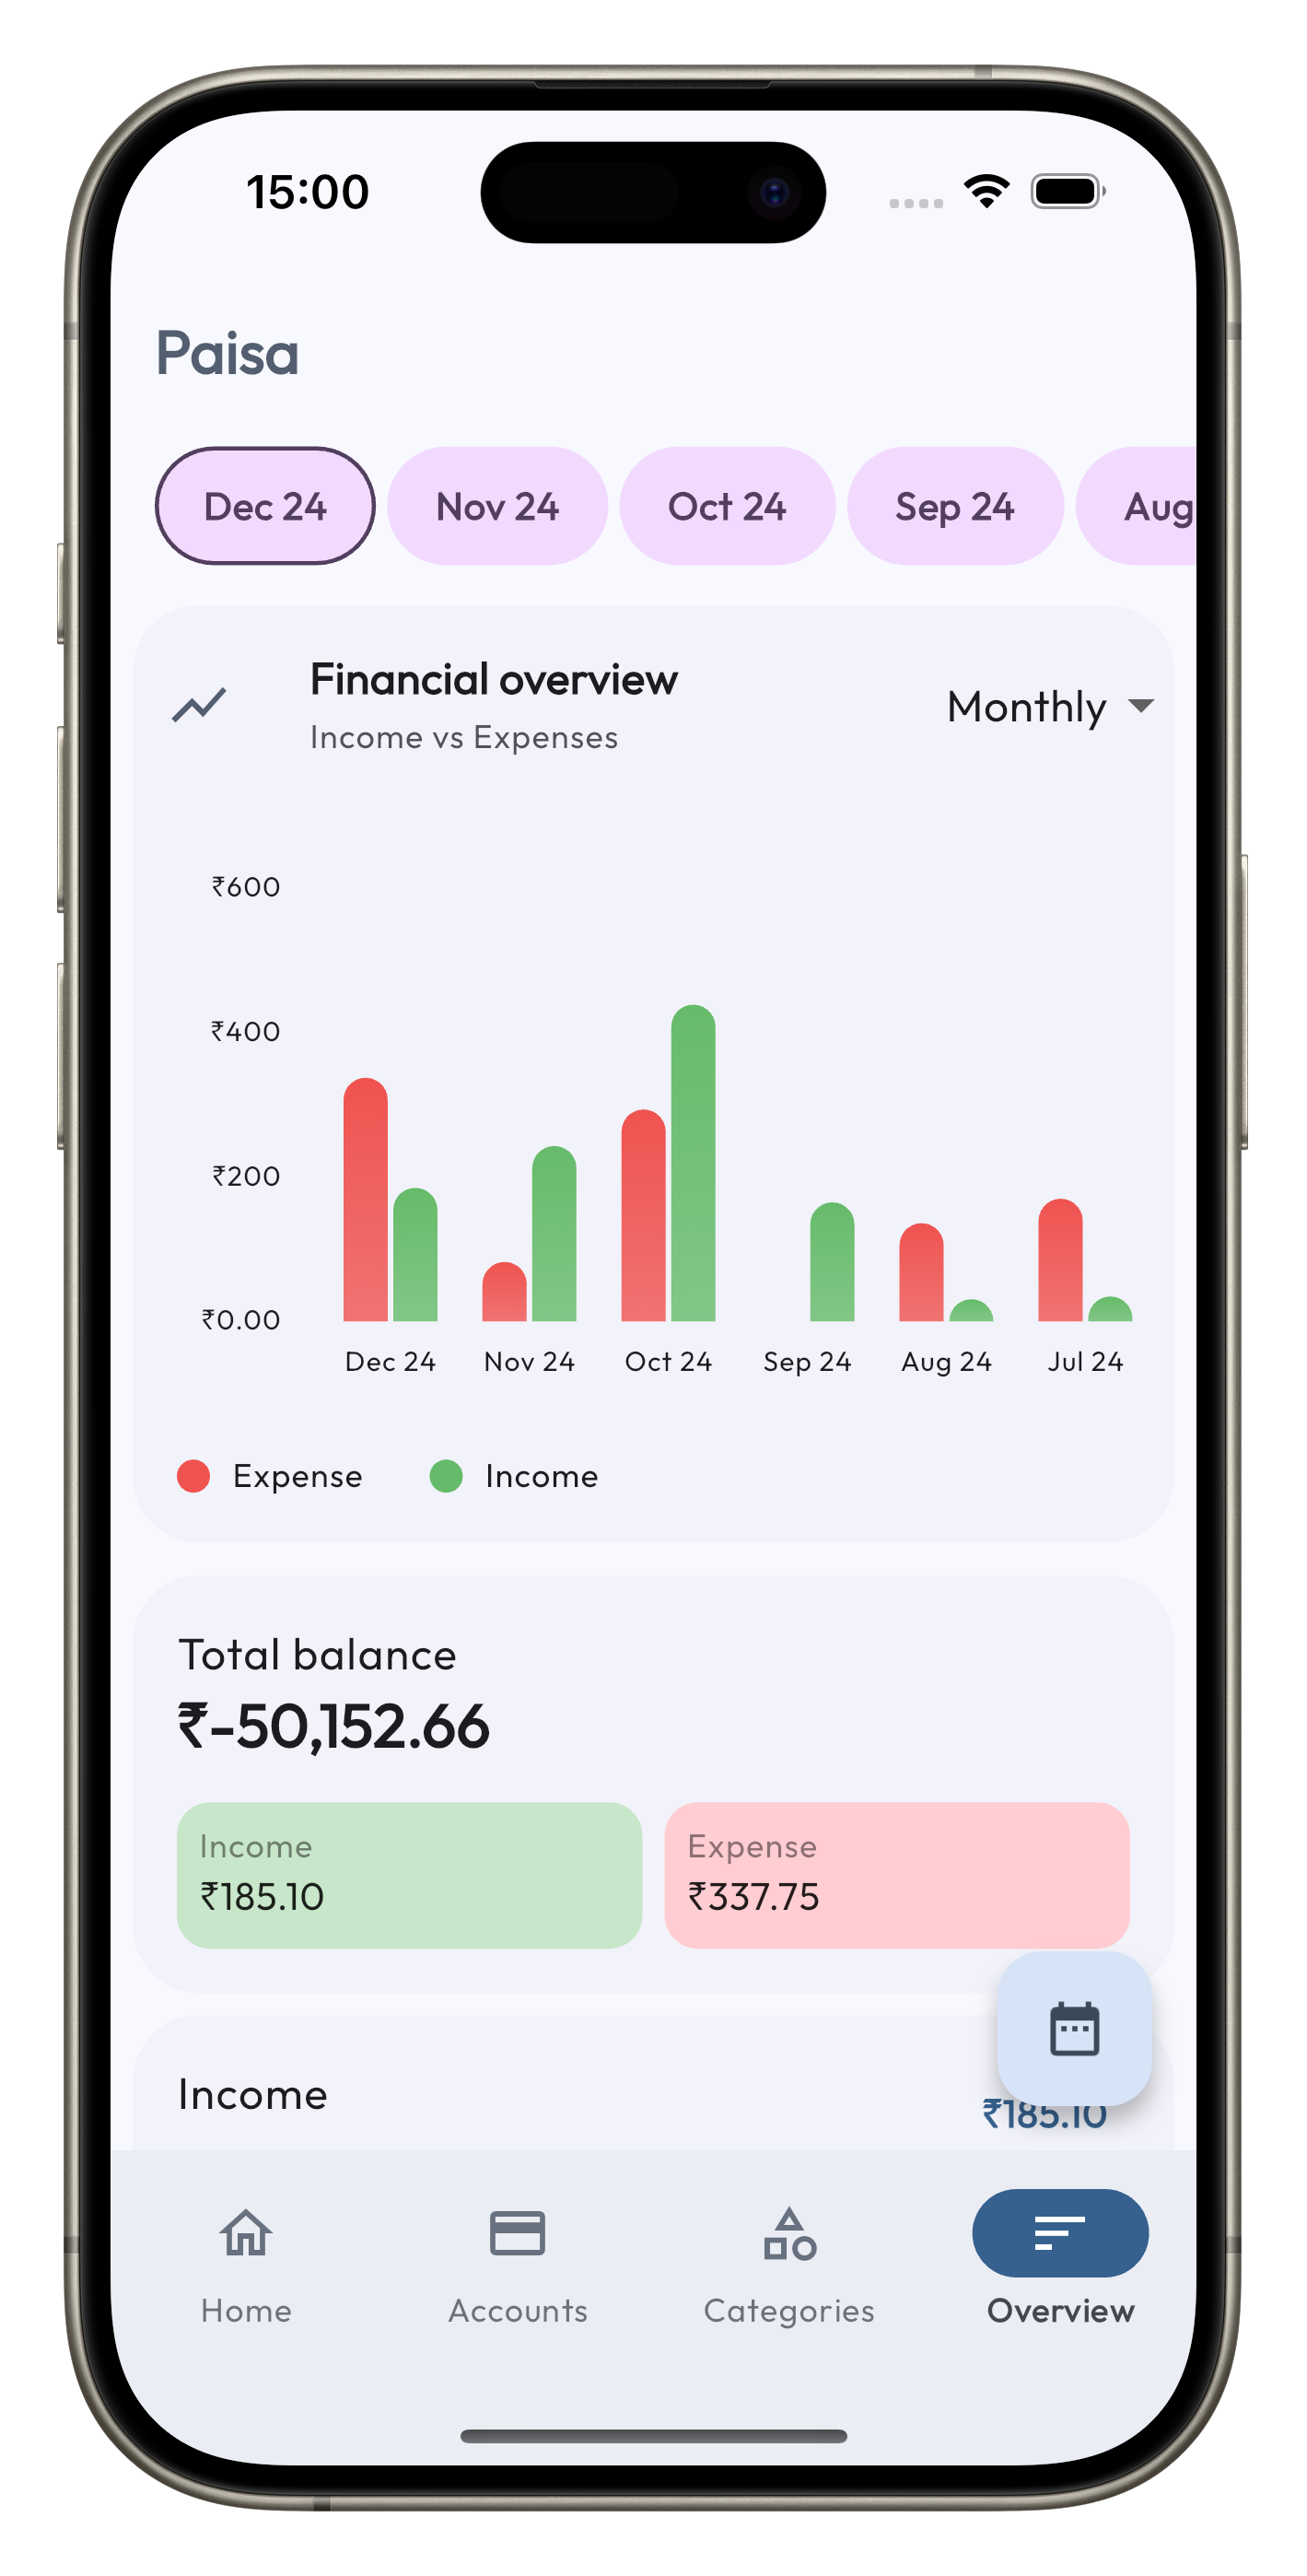 15:00
Paisa
Dec 24 Nov 24 Oct 24 Sep 24 Aug
Financial overview
Income vs Expenses
Monthly
₹600
₹400
₹200
₹0.00
Dec 24 Nov 24 Oct 24 Sep 24 Aug 24 Jul 24
Expense Income
Total balance
₹-50,152.66
Income Expense
₹185.10 ₹337.75
Income
₹185.10
Home Accounts Categories Overview